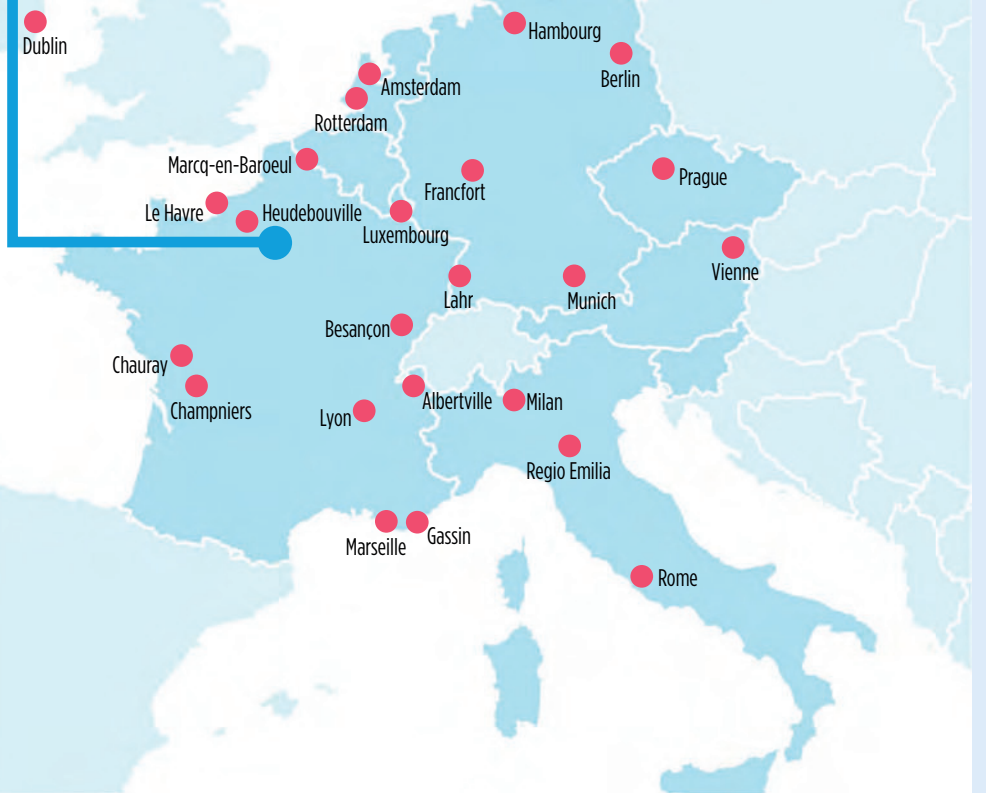 Dublin
Hambourg
Berlin
Amsterdam
Rotterdam
Marcq-en-Baroeul
Francfort
Prague
Le Havre
Heudebouville
Luxembourg
Vienne
Lahr
Munich
Besançon
Chauray
Champniers
Albertville
Milan
Lyon
Regio Emilia
Marseille
Gassin
Rome